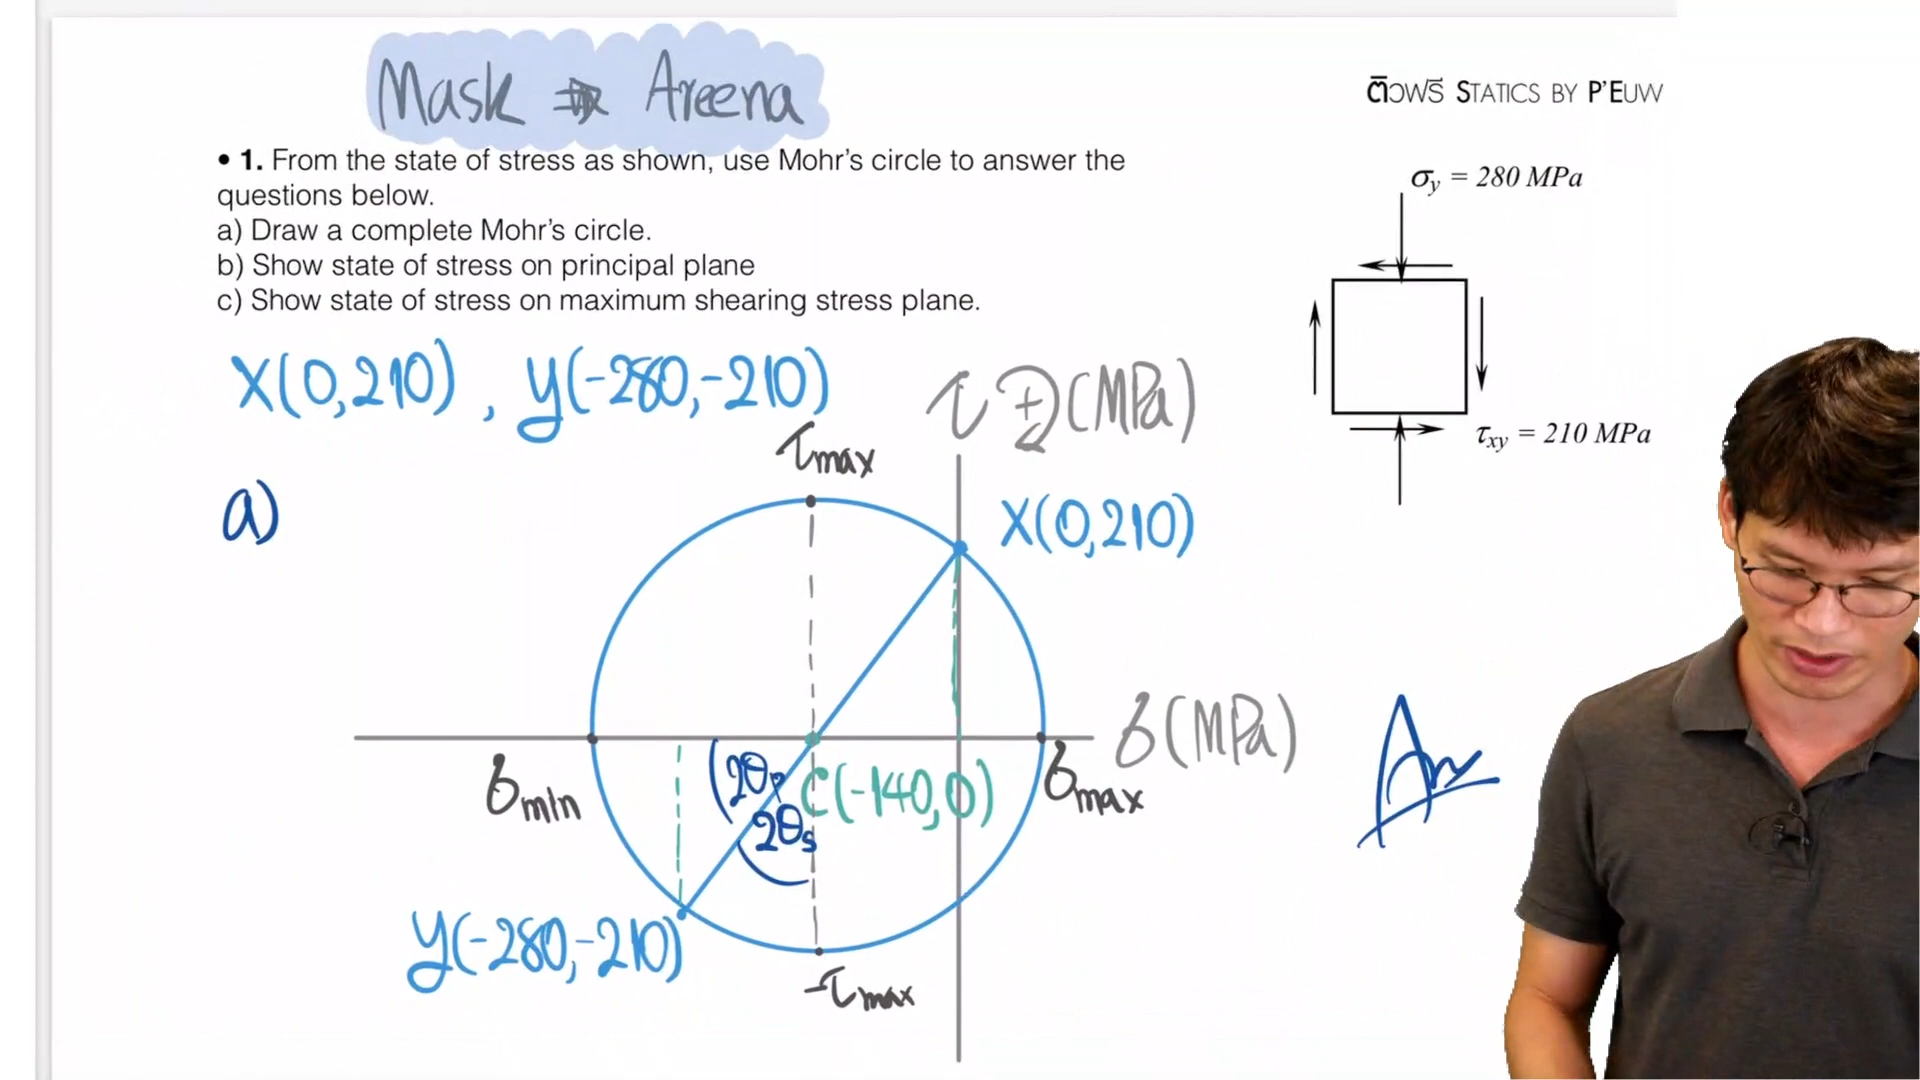 Mask Areena
ติวฟรี STATICS BY P'EUW
• 1. From the state of stress as shown, use Mohr's circle to answer the
questions below.
a) Draw a complete Mohr's circle.
b) Show state of stress on principal plane
c) Show state of stress on maximum shearing stress plane.
σy = 280 MPa
τxy = 210 MPa
X(0,210), y(-280,-210)
τ (MPa)
a)
τmax
X(0,210)
σ(MPa)
σmin
2θp
C(-140,0)
σmax
2θs
y(-280,-210)
-τmax